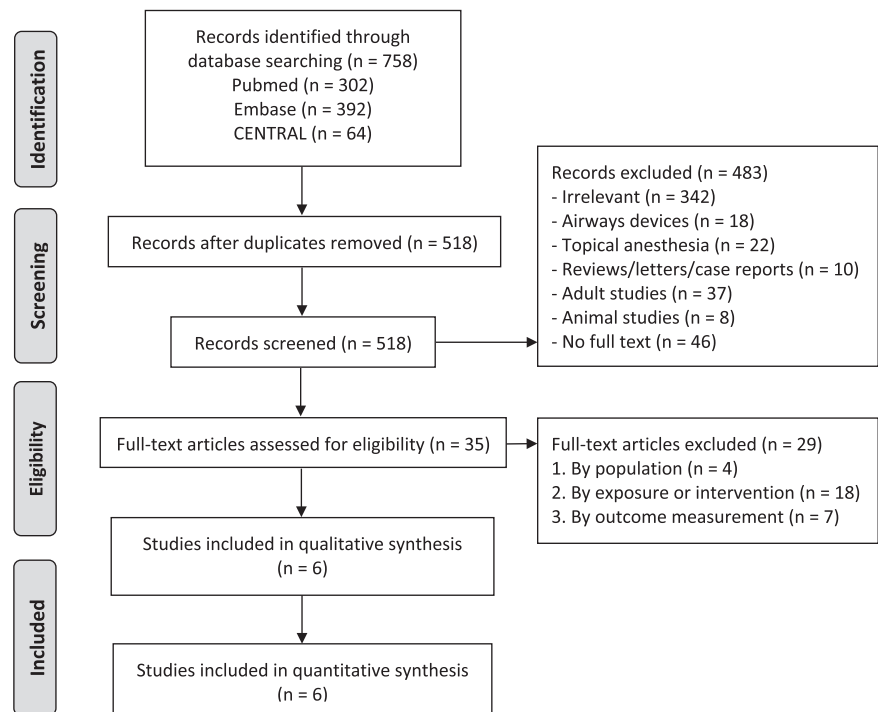 Identification
Records identified through
database searching (n = 758)
Pubmed (n = 302)
Embase (n = 392)
CENTRAL (n = 64)
Screening
Records after duplicates removed (n = 518)
Records screened (n = 518)
Records excluded (n = 483)
- Irrelevant (n = 342)
- Airways devices (n = 18)
- Topical anesthesia (n = 22)
- Reviews/letters/case reports (n = 10)
- Adult studies (n = 37)
- Animal studies (n = 8)
- No full text (n = 46)
Eligibility
Full-text articles assessed for eligibility (n = 35)
Full-text articles excluded (n = 29)
1. By population (n = 4)
2. By exposure or intervention (n = 18)
3. By outcome measurement (n = 7)
Studies included in qualitative synthesis
(n = 6)
Included
Studies included in quantitative synthesis
(n = 6)